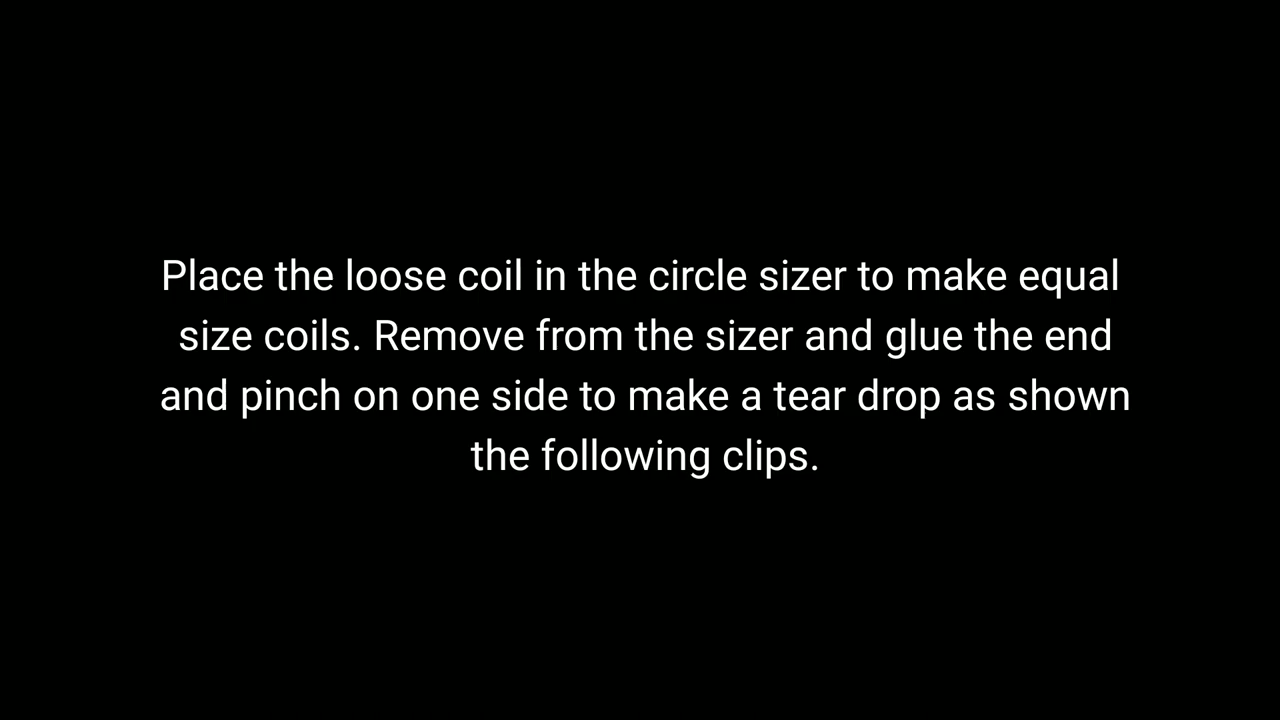 Place the loose coil in the circle sizer to make equal
size coils. Remove from the sizer and glue the end
and pinch on one side to make a tear drop as shown
the following clips.